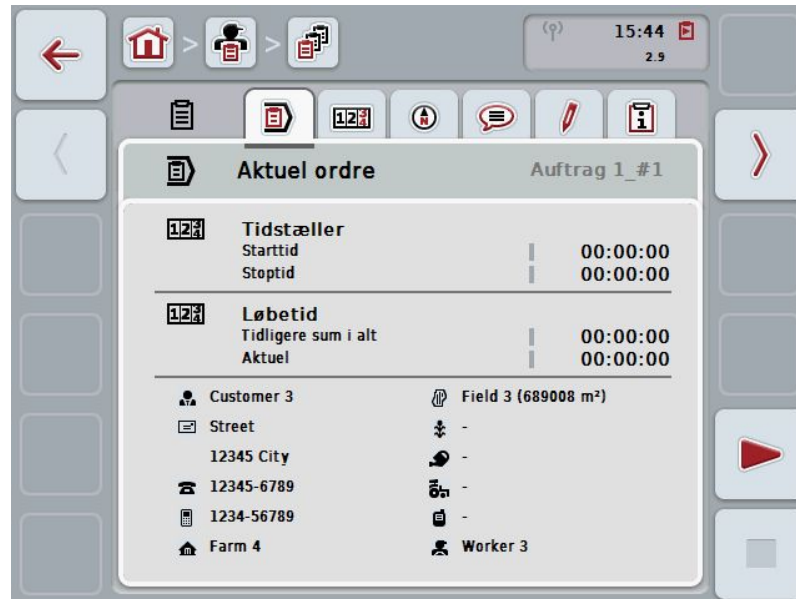 15:44
2.9
Aktuel ordre Auftrag 1_#1
Tidstæller
Starttid 00:00:00
Stoptid 00:00:00
Løbetid
Tidligere sum i alt 00:00:00
Aktuel 00:00:00
Customer 3 Field 3 (689008 m²)
Street -
12345 City -
12345-6789 -
1234-56789 -
Farm 4 Worker 3